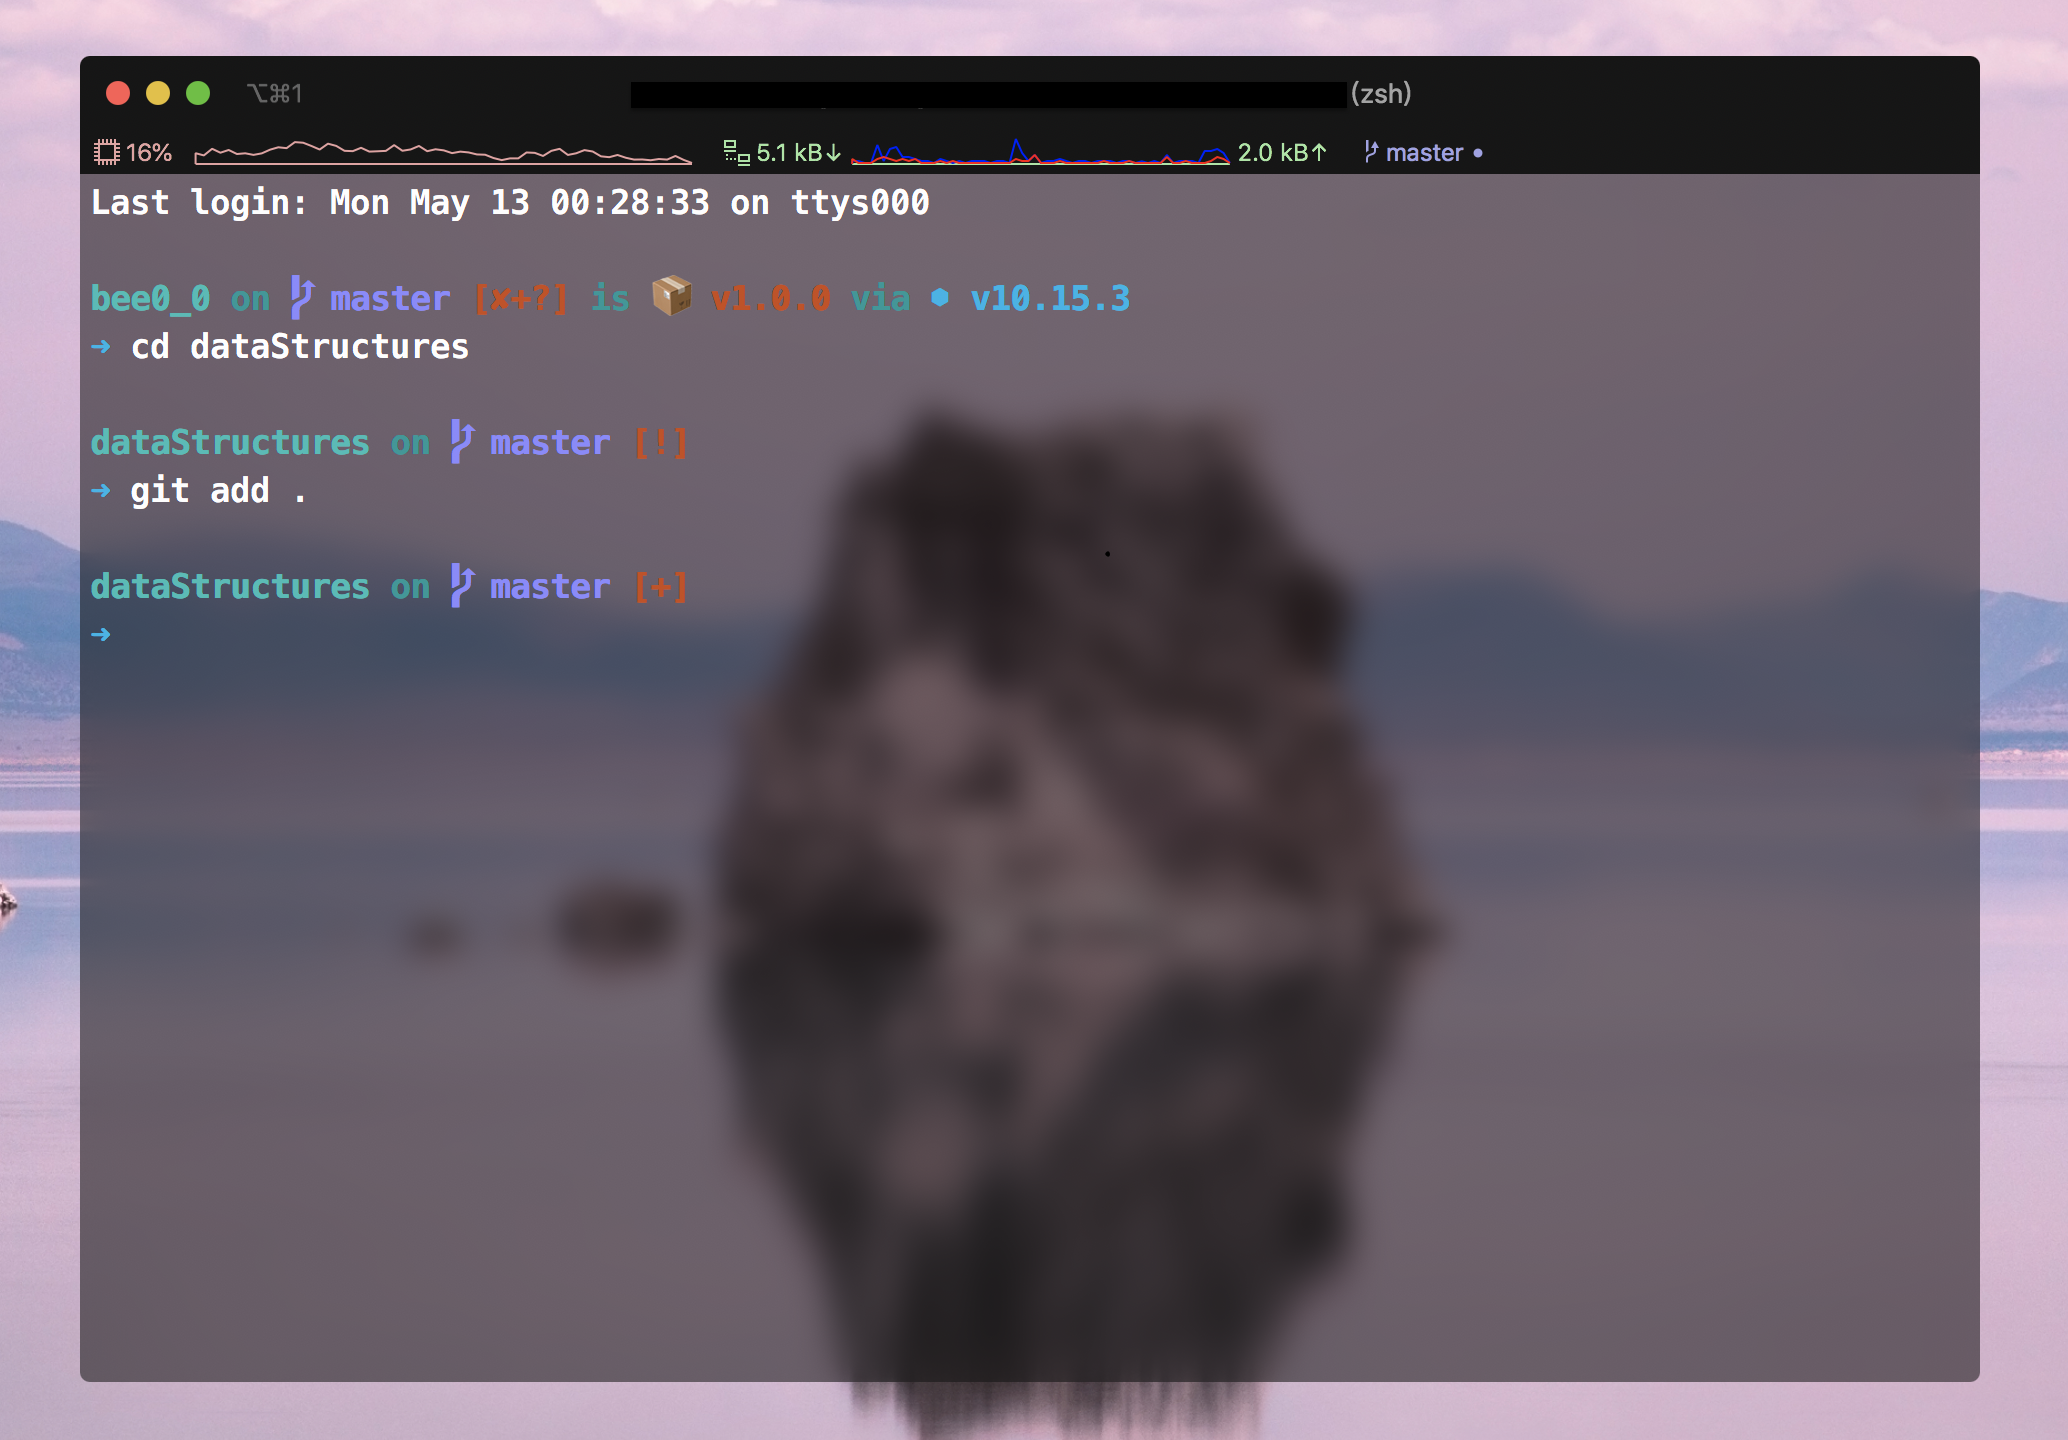 ⌥⌘1 (zsh)
16% 5.1 kB↓ 2.0 kB↑ master •
Last login: Mon May 13 00:28:33 on ttys000
bee0_0 on master [✘+?] is 📦 v1.0.0 via ⬢ v10.15.3
➜ cd dataStructures
dataStructures on master [!]
➜ git add .
dataStructures on master [+]
➜